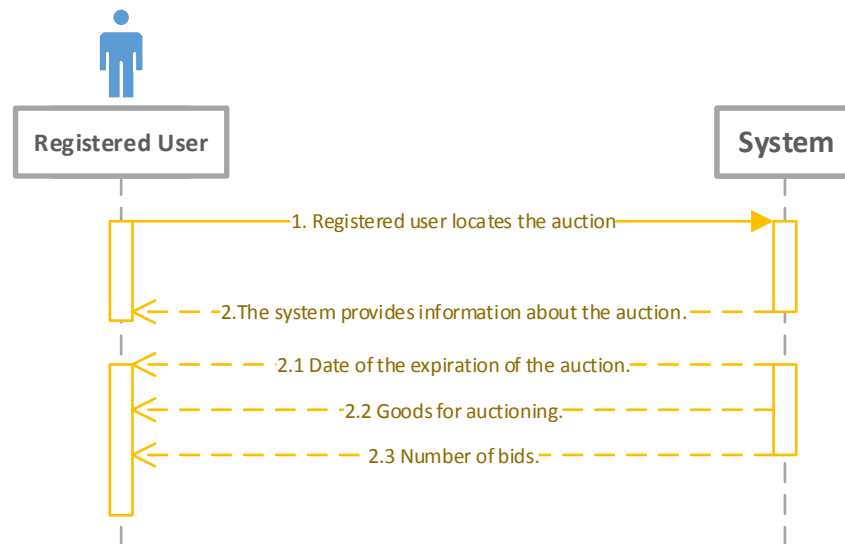 Registered User
System
1. Registered user locates the auction
2.The system provides information about the auction.
2.1 Date of the expiration of the auction.
2.2 Goods for auctioning.
2.3 Number of bids.